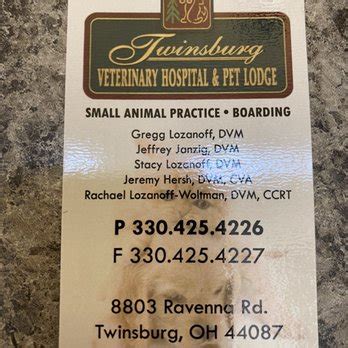 Twinsburg
VETERINARY HOSPITAL & PET LODGE
SMALL ANIMAL PRACTICE • BOARDING
Gregg Lozanoff, DVM
Jeffrey Janzig, DVM
Stacy Lozanoff, DVM
Jeremy Hersh, DVM, CVA
Rachael Lozanoff-Woltman, DVM, CCRT
P 330.425.4226
F 330.425.4227
8803 Ravenna Rd.
Twinsburg, OH 44087